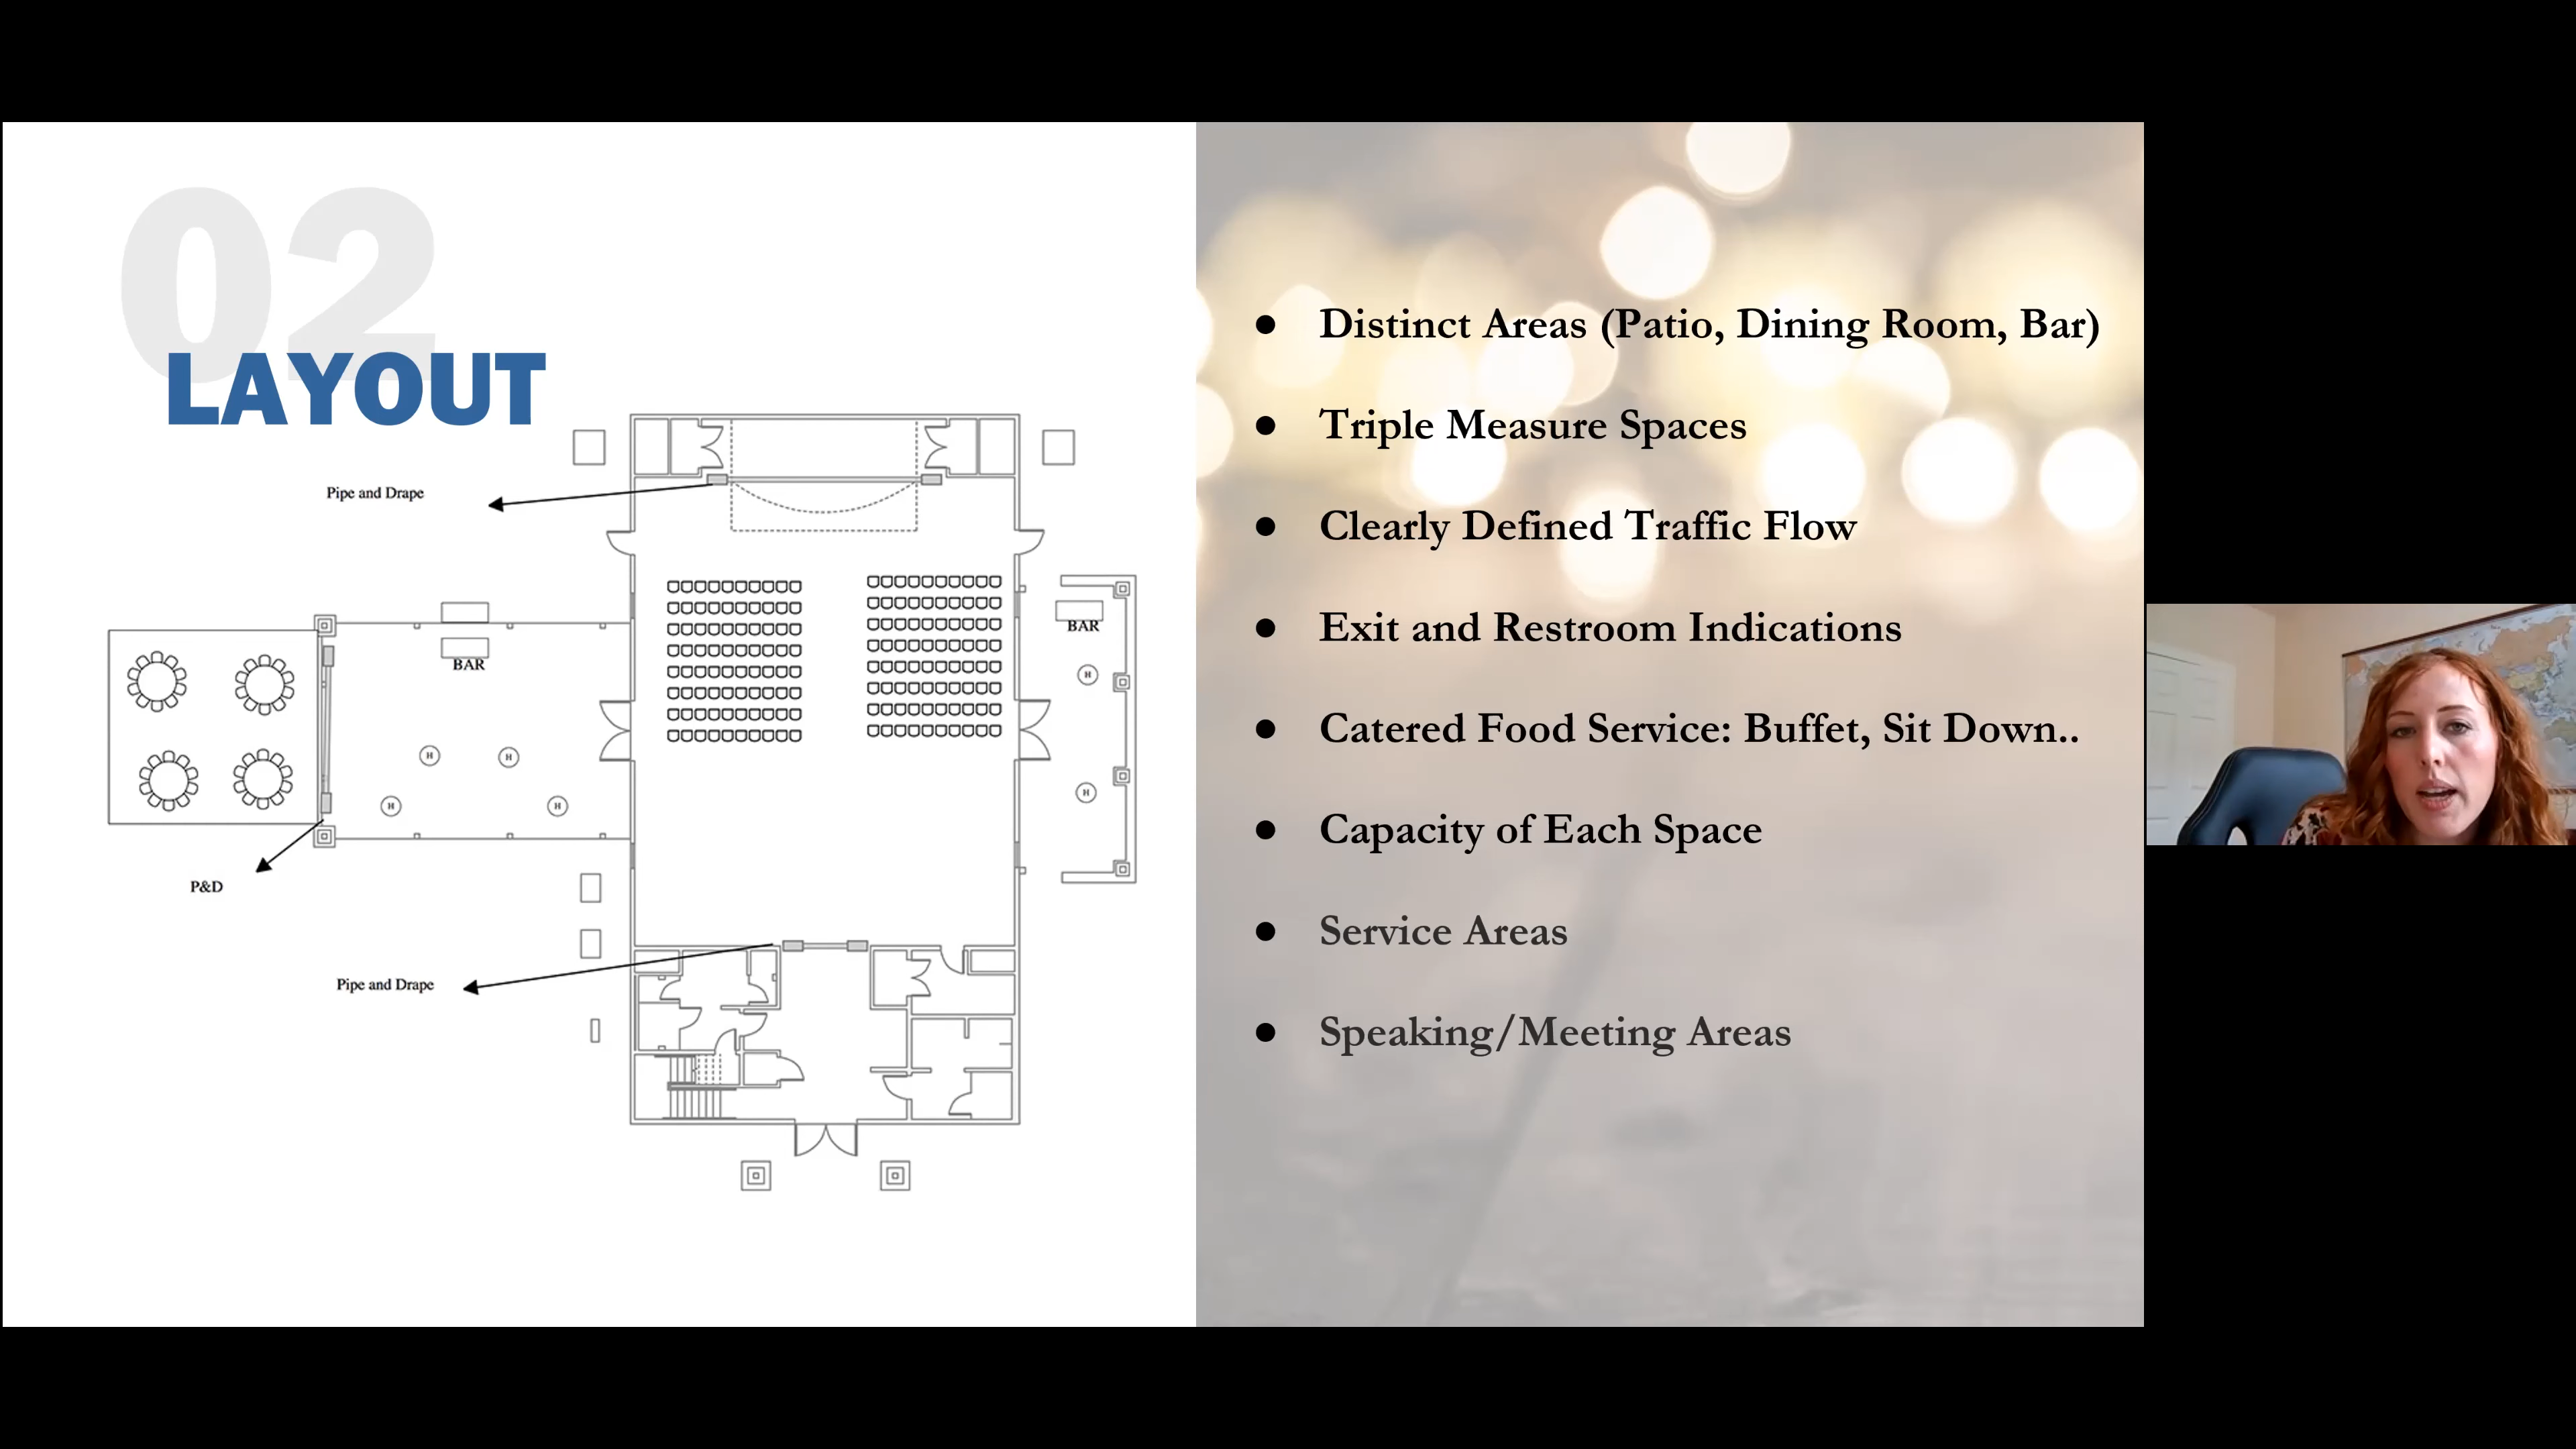 02
LAYOUT
Pipe and Drape
BAR
BAR
H
H
H
H
H
H
P&D
Pipe and Drape
● Distinct Areas (Patio, Dining Room, Bar)
● Triple Measure Spaces
● Clearly Defined Traffic Flow
● Exit and Restroom Indications
● Catered Food Service: Buffet, Sit Down..
● Capacity of Each Space
● Service Areas
● Speaking/Meeting Areas